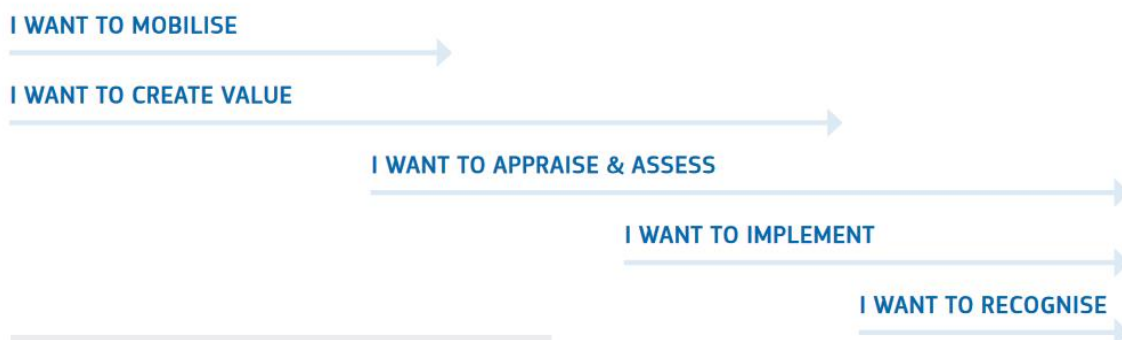 I WANT TO MOBILISE
I WANT TO CREATE VALUE
I WANT TO APPRAISE & ASSESS
I WANT TO IMPLEMENT
I WANT TO RECOGNISE